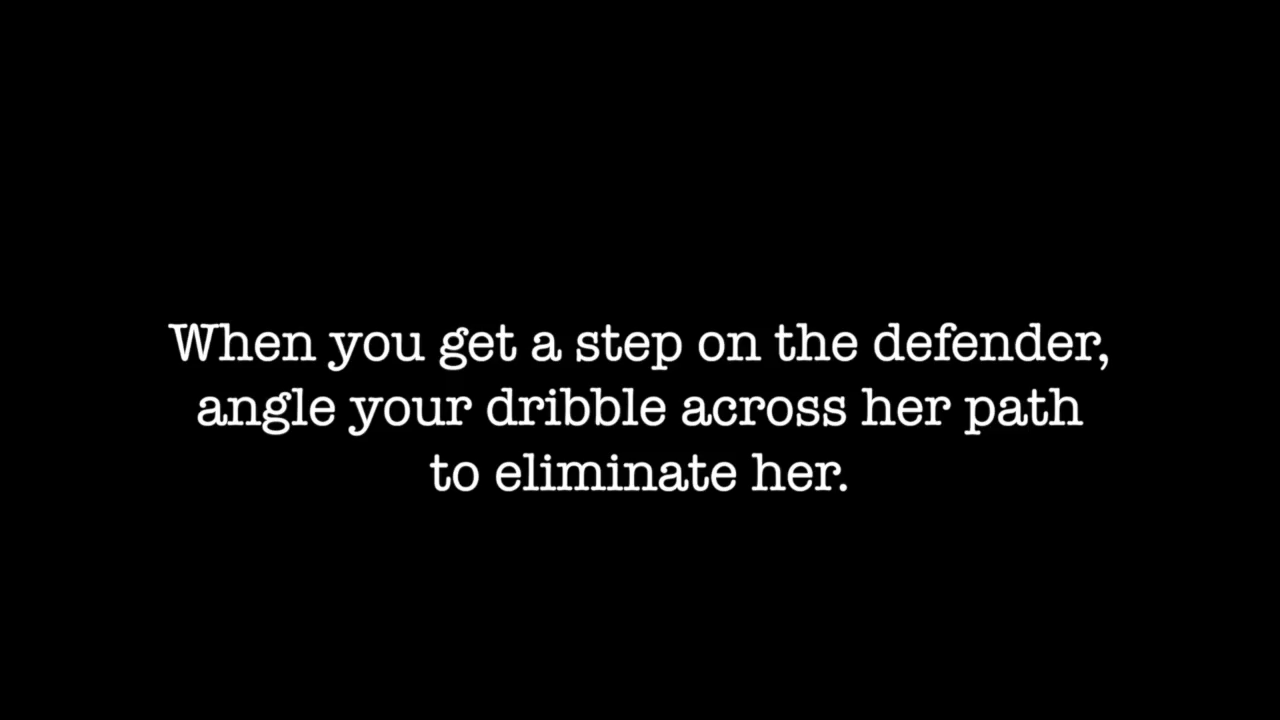 When you get a step on the defender,
angle your dribble across her path
to eliminate her.